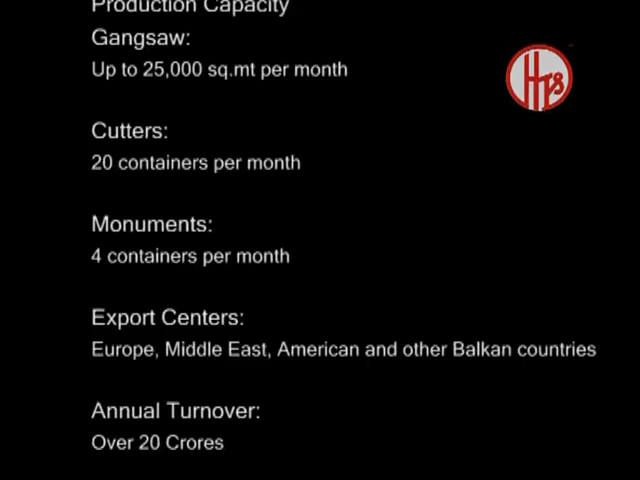 Production Capacity
Gangsaw:
Up to 25,000 sq.mt per month
HTS
Cutters:
20 containers per month
Monuments:
4 containers per month
Export Centers:
Europe, Middle East, American and other Balkan countries
Annual Turnover:
Over 20 Crores